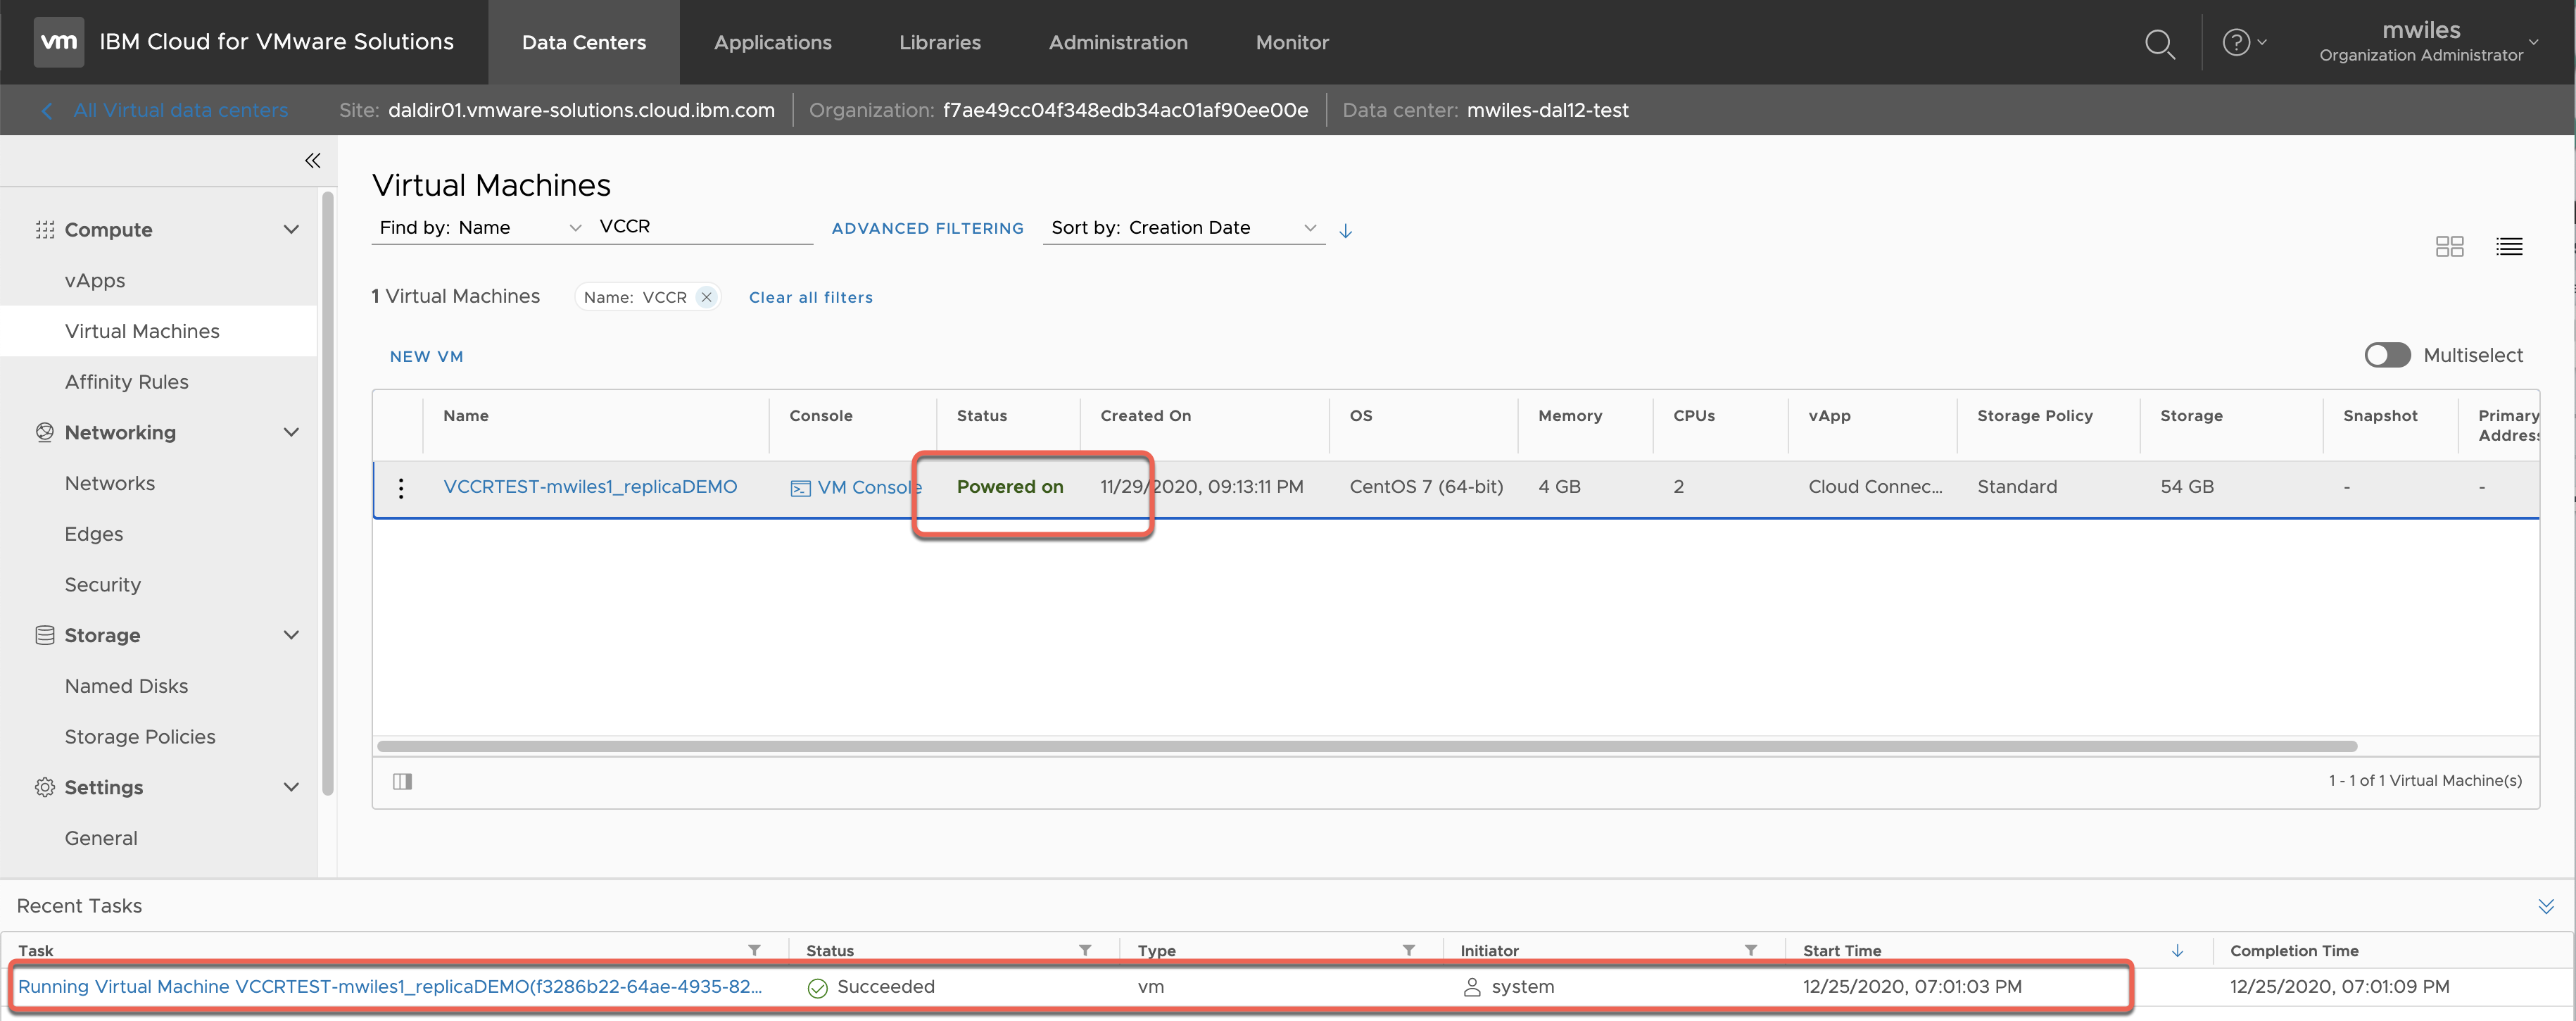 vm IBM Cloud for VMware Solutions Data Centers Applications Libraries Administration Monitor mwiles
Organization Administrator
All Virtual data centers Site: daldir01.vmware-solutions.cloud.ibm.com Organization: f7ae49cc04f348edb34ac01af90ee00e Data center: mwiles-dal12-test
Compute
vApps
Virtual Machines
Affinity Rules
Networking
Networks
Edges
Security
Storage
Named Disks
Storage Policies
Settings
General
Virtual Machines
Find by: Name VCCR ADVANCED FILTERING Sort by: Creation Date
1 Virtual Machines Name: VCCR Clear all filters
NEW VM Multiselect
Name Console Status Created On OS Memory CPUs vApp Storage Policy Storage Snapshot Primary
Address
VCCRTEST-mwiles1_replicaDEMO VM Console Powered on 11/29/2020, 09:13:11 PM CentOS 7 (64-bit) 4 GB 2 Cloud Connec... Standard 54 GB - -
1 - 1 of 1 Virtual Machine(s)
Recent Tasks
Task Status Type Initiator Start Time Completion Time
Running Virtual Machine VCCRTEST-mwiles1_replicaDEMO(f3286b22-64ae-4935-82... Succeeded vm system 12/25/2020, 07:01:03 PM 12/25/2020, 07:01:09 PM